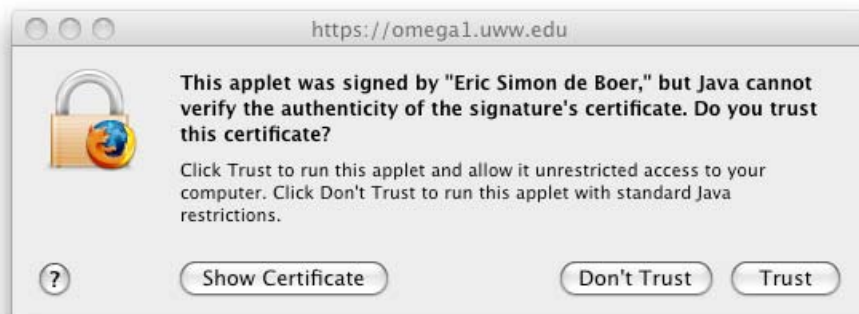 https://omega1.uww.edu
This applet was signed by "Eric Simon de Boer," but Java cannot
verify the authenticity of the signature's certificate. Do you trust
this certificate?
Click Trust to run this applet and allow it unrestricted access to your
computer. Click Don't Trust to run this applet with standard Java
restrictions.
? Show Certificate Don't Trust Trust